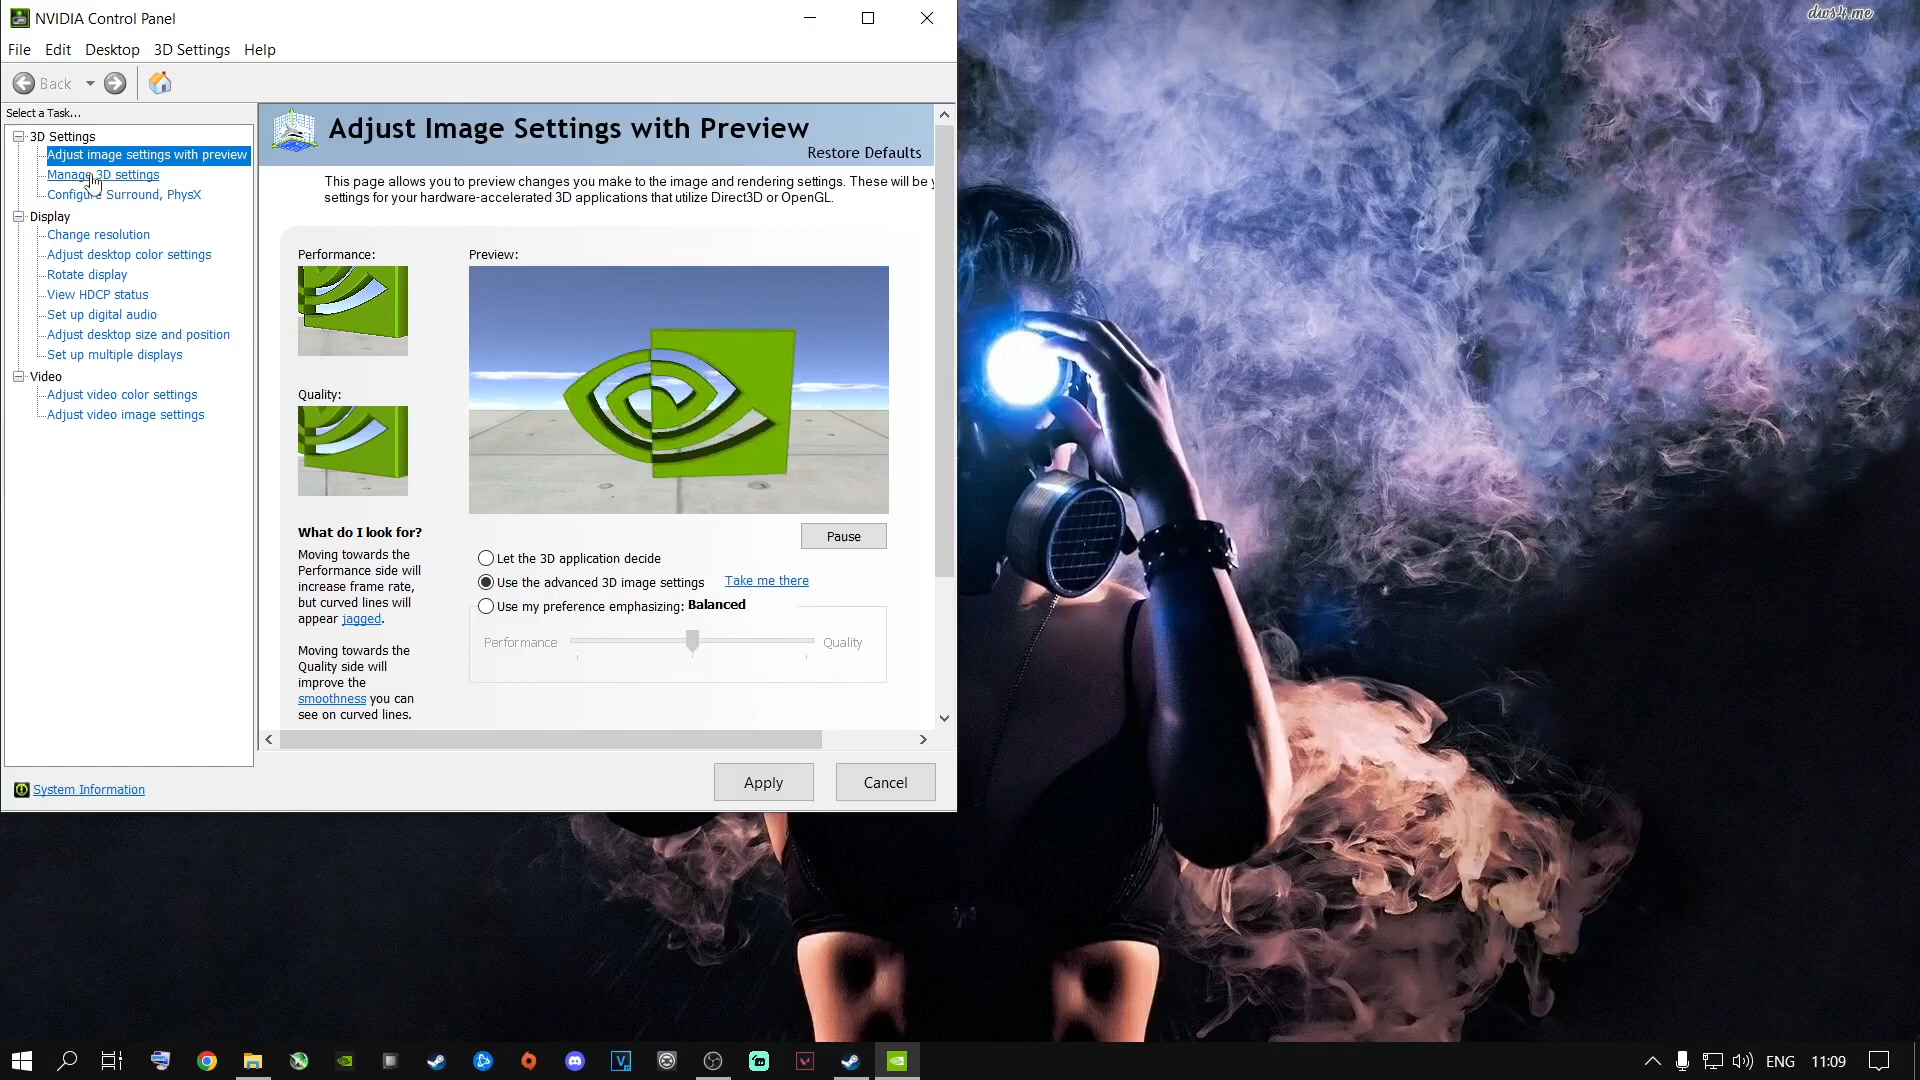 NVIDIA Control Panel
dws4.me
File Edit Desktop 3D Settings Help
Back
Select a Task...
3D Settings
Adjust image settings with preview
Manage 3D settings
Configure Surround, PhysX
Display
Change resolution
Adjust desktop color settings
Rotate display
View HDCP status
Set up digital audio
Adjust desktop size and position
Set up multiple displays
Video
Adjust video color settings
Adjust video image settings
System Information
Adjust Image Settings with Preview
Restore Defaults
This page allows you to preview changes you make to the image and rendering settings. These will be
settings for your hardware-accelerated 3D applications that utilize Direct3D or OpenGL.
Performance:
Quality:
What do I look for?
Moving towards the
Performance side will
increase frame rate,
but curved lines will
appear jagged.
Moving towards the
Quality side will
improve the
smoothness you can
see on curved lines.
Preview:
Pause
Let the 3D application decide
Use the advanced 3D image settings Take me there
Use my preference emphasizing: Balanced
Performance Quality
Apply Cancel
ENG 11:09